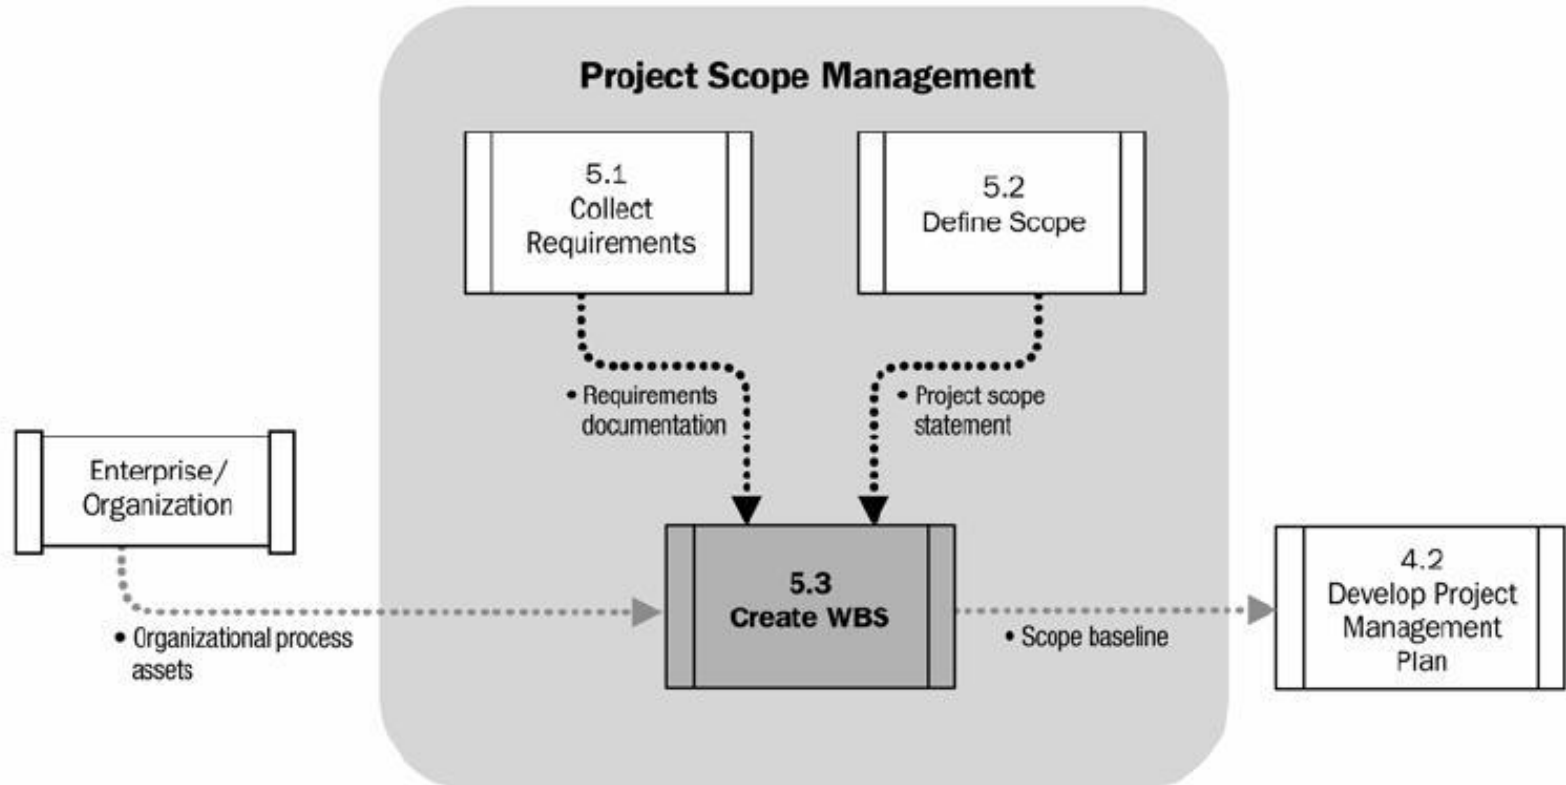 Project Scope Management
5.1
Collect
Requirements
5.2
Define Scope
• Requirements
documentation
• Project scope
statement
Enterprise/
Organization
5.3
Create WBS
4.2
Develop Project
Management
Plan
• Organizational process
assets
• Scope baseline